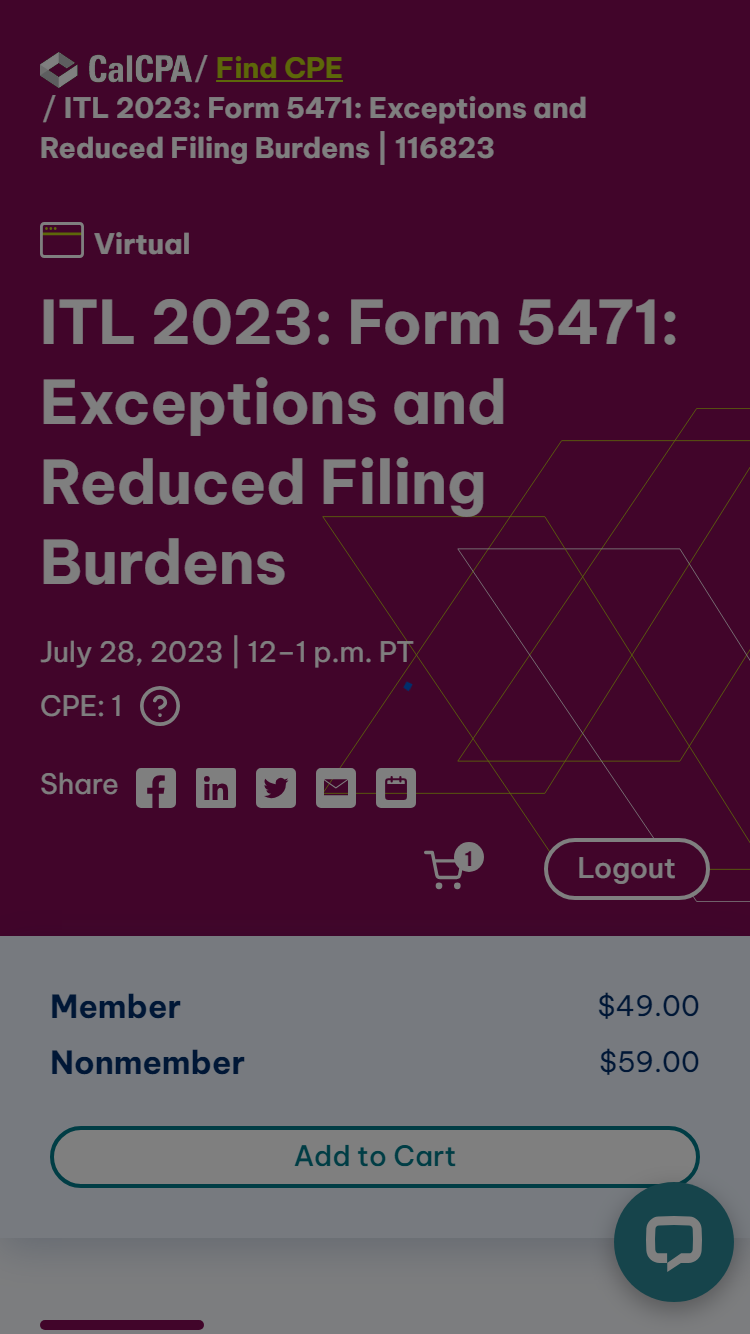 CalCPA / Find CPE
/ ITL 2023: Form 5471: Exceptions and
Reduced Filing Burdens | 116823
Virtual
ITL 2023: Form 5471:
Exceptions and
Reduced Filing
Burdens
July 28, 2023 | 12–1 p.m. PT
CPE: 1 ?
Share
1
Logout
Member $49.00
Nonmember $59.00
Add to Cart